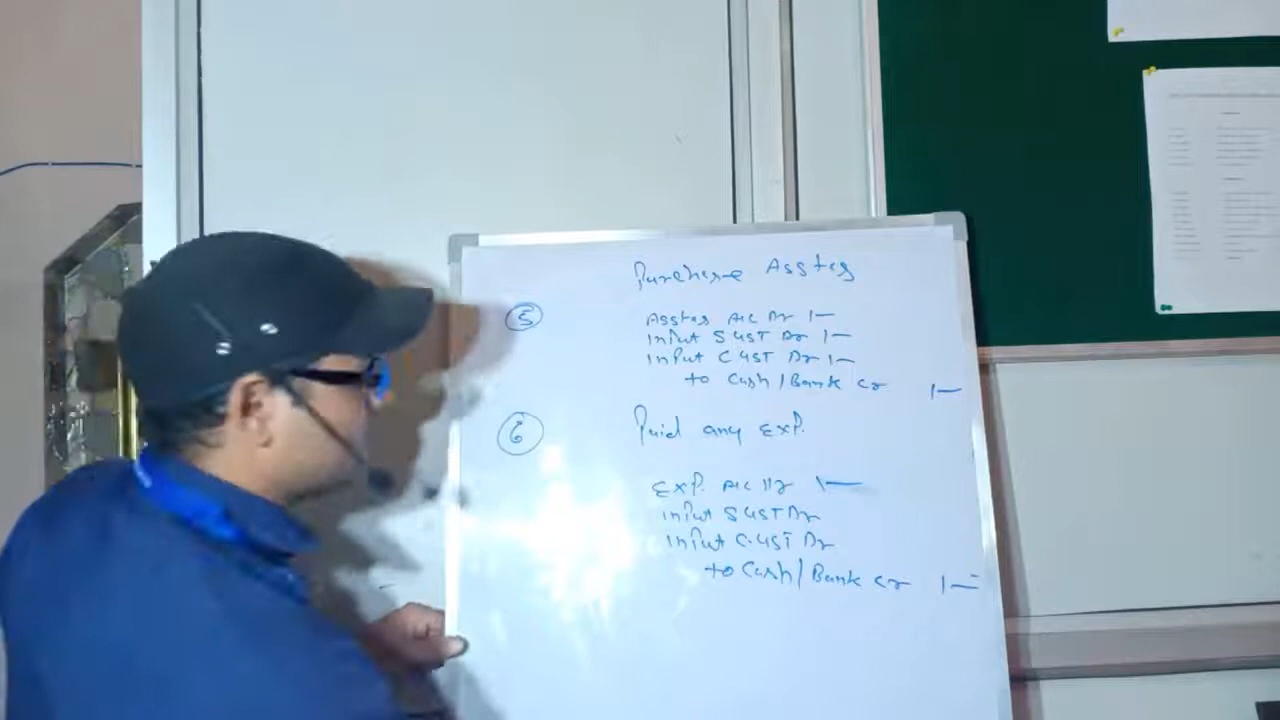 Purchase Asstes
5
Asstes A/C Dr 1—
Input SGST Dr 1—
Input CGST Dr 1—
to Cash/Bank Cr 1—
6
Paid any Exp.
Exp. A/C Dr 1—
Input SGST Dr
Input CGST Dr
to Cash/Bank Cr 1—